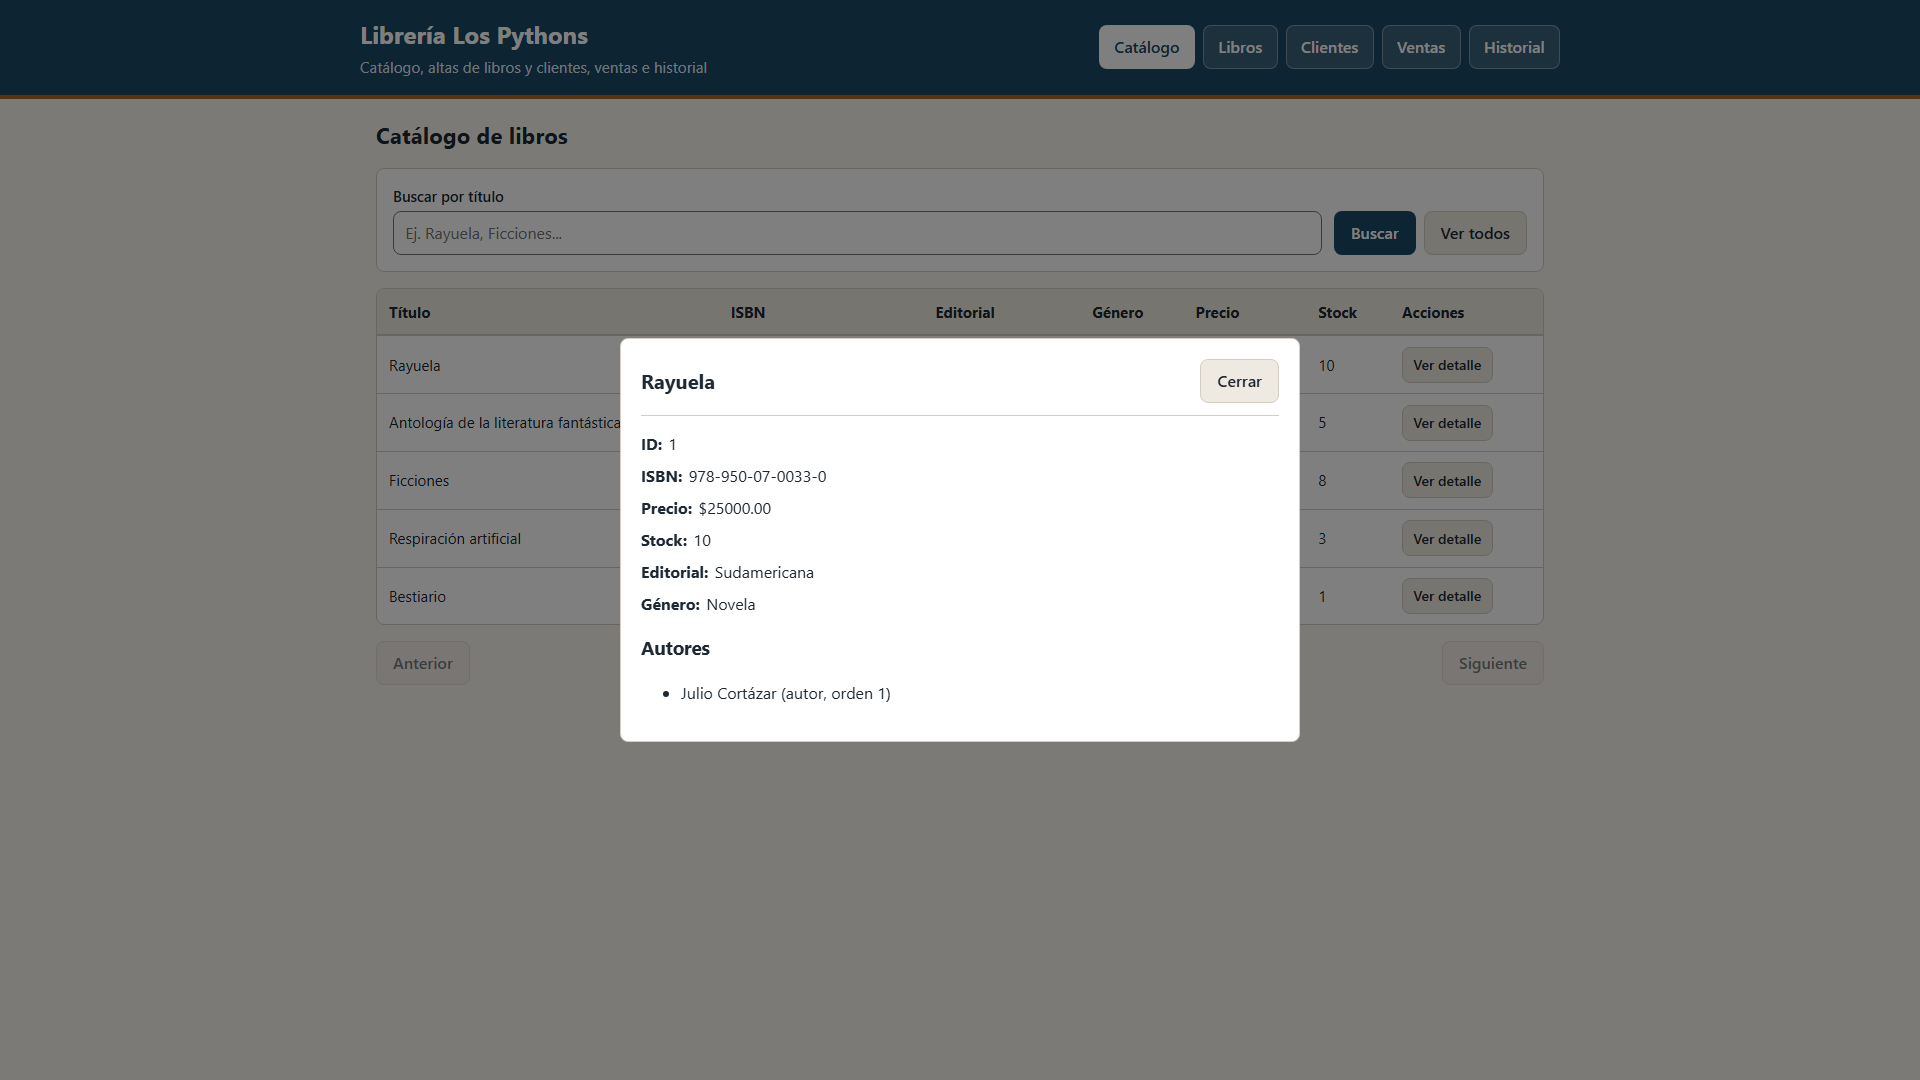 Librería Los Pythons
Catálogo, altas de libros y clientes, ventas e historial
Catálogo
Libros
Clientes
Ventas
Historial
Catálogo de libros
Buscar por título
Ej. Rayuela, Ficciones...
Buscar
Ver todos
Título ISBN Editorial Género Precio Stock Acciones
Rayuela 10 Ver detalle
Antología de la literatura fantástica 5 Ver detalle
Ficciones 8 Ver detalle
Respiración artificial 3 Ver detalle
Bestiario 1 Ver detalle
Anterior
Siguiente
Rayuela
Cerrar
ID: 1
ISBN: 978-950-07-0033-0
Precio: $25000.00
Stock: 10
Editorial: Sudamericana
Género: Novela
Autores
Julio Cortázar (autor, orden 1)